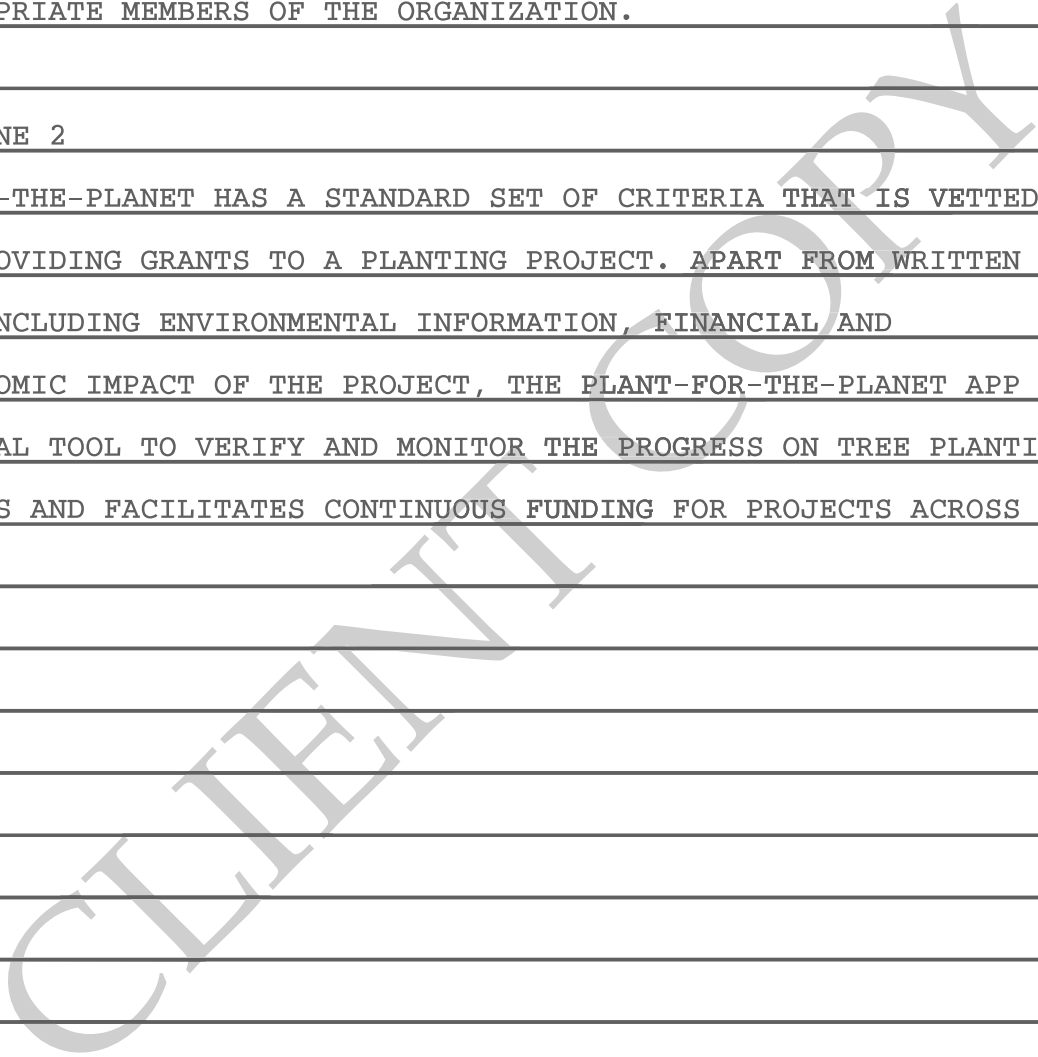 PRIATE MEMBERS OF THE ORGANIZATION.
NE 2
-THE-PLANET HAS A STANDARD SET OF CRITERIA THAT IS VETTED
OVIDING GRANTS TO A PLANTING PROJECT. APART FROM WRITTEN
NCLUDING ENVIRONMENTAL INFORMATION, FINANCIAL AND
OMIC IMPACT OF THE PROJECT, THE PLANT-FOR-THE-PLANET APP
AL TOOL TO VERIFY AND MONITOR THE PROGRESS ON TREE PLANTI
S AND FACILITATES CONTINUOUS FUNDING FOR PROJECTS ACROSS
CLIENT COPY